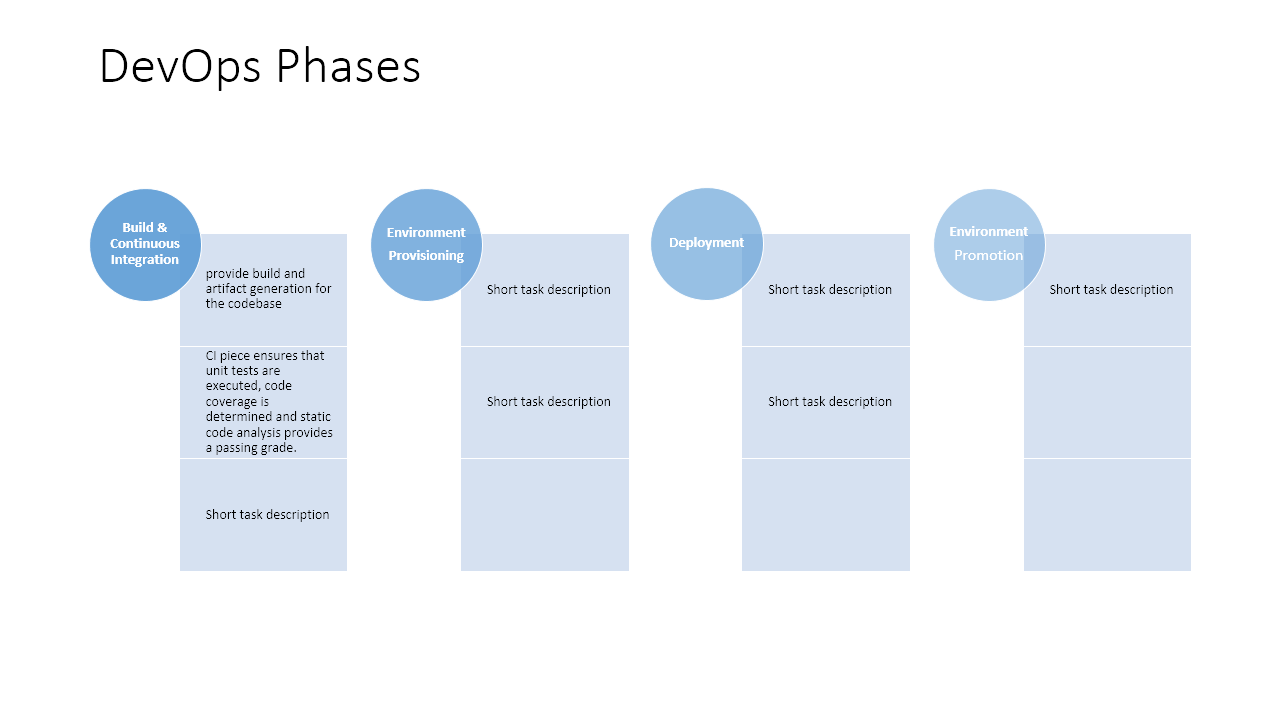 DevOps Phases
Build &
Continuous
Integration
provide build and
artifact generation for
the codebase
CI piece ensures that
unit tests are
executed, code
coverage is
determined and static
code analysis provides
a passing grade.
Short task description
Environment
Provisioning
Short task description
Short task description
Deployment
Short task description
Short task description
Environment
Promotion
Short task description